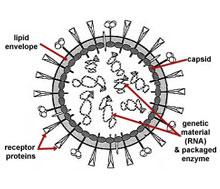 lipid
envelope
capsid
genetic
material
(RNA)
& packaged
enzyme
receptor
proteins